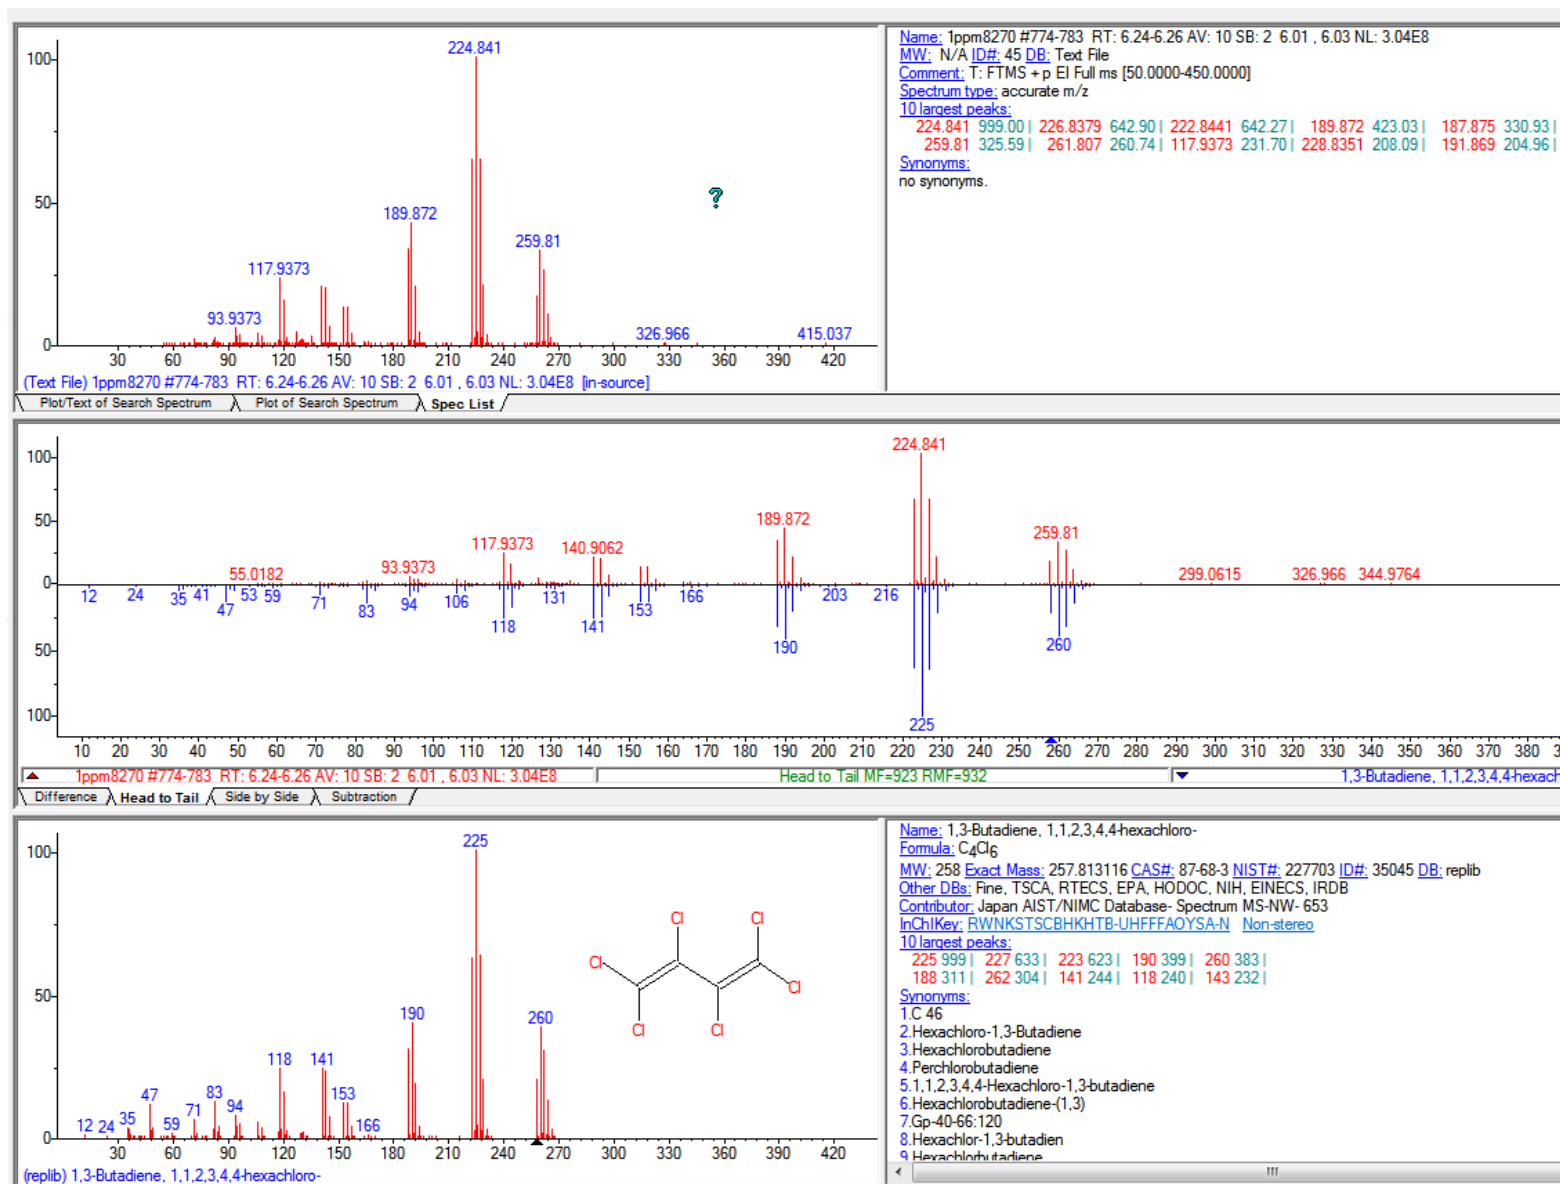 224.841
100
189.872
50
259.81
117.9373
93.9373
326.966
415.037
0
30 60 90 120 150 180 210 240 270 300 330 360 390 420
(Text File) 1ppm8270 #774-783 RT: 6.24-6.26 AV: 10 SB: 2 6.01 , 6.03 NL: 3.04E8 [in-source]
Plot/Text of Search Spectrum Plot of Search Spectrum Spec List
?
Name: 1ppm8270 #774-783 RT: 6.24-6.26 AV: 10 SB: 2 6.01 , 6.03 NL: 3.04E8
MW: N/A ID#: 45 DB: Text File
Comment: T: FTMS + p EI Full ms [50.0000-450.0000]
Spectrum type: accurate m/z
10 largest peaks:
224.841 999.00 | 226.8379 642.90 | 222.8441 642.27 | 189.872 423.03 | 187.875 330.93 |
259.81 325.59 | 261.807 260.74 | 117.9373 231.70 | 228.8351 208.09 | 191.869 204.96 |
Synonyms:
no synonyms.
224.841
100
50
189.872
259.81
117.9373 140.9062
93.9373
55.0182
299.0615 326.966 344.9764
0
12 24 35 41 47 53 59 71 83 94 106 118 131 141 153 166 190 203 216 225 260
50
100
10 20 30 40 50 60 70 80 90 100 110 120 130 140 150 160 170 180 190 200 210 220 230 240 250 260 270 280 290 300 310 320 330 340 350 360 370 380 3
1ppm8270 #774-783 RT: 6.24-6.26 AV: 10 SB: 2 6.01 , 6.03 NL: 3.04E8
Head to Tail MF=923 RMF=932
1,3-Butadiene, 1,1,2,3,4,4-hexach
Difference Head to Tail Side by Side Subtraction
225
100
50
190
260
118 141
47 83 153
12 24 35 59 71 94 166
0
30 60 90 120 150 180 210 240 270 300 330 360 390 420
Cl Cl
Cl
Cl
Cl Cl
(replib) 1,3-Butadiene, 1,1,2,3,4,4-hexachloro-
Name: 1,3-Butadiene, 1,1,2,3,4,4-hexachloro-
Formula: C4Cl6
MW: 258 Exact Mass: 257.813116 CAS#: 87-68-3 NIST#: 227703 ID#: 35045 DB: replib
Other DBs: Fine, TSCA, RTECS, EPA, HODOC, NIH, EINECS, IRDB
Contributor: Japan AIST/NIMC Database- Spectrum MS-NW- 653
InChIKey: RWNKSTSCBHKHTB-UHFFFAOYSA-N Non-stereo
10 largest peaks:
225 999 | 227 633 | 223 623 | 190 399 | 260 383 |
188 311 | 262 304 | 141 244 | 118 240 | 143 232 |
Synonyms:
1.C 46
2.Hexachloro-1,3-Butadiene
3.Hexachlorobutadiene
4.Perchlorobutadiene
5.1,1,2,3,4,4-Hexachloro-1,3-butadiene
6.Hexachlorobutadiene-(1,3)
7.Gp-40-66:120
8.Hexachlor-1,3-butadien
9.Hexachlorbutadiene